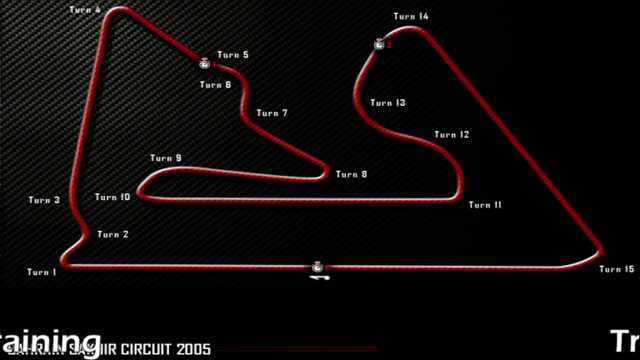 Turn 4
Turn 14
Turn 5
Turn 6
Turn 13
Turn 7
Turn 12
Turn 9
Turn 8
Turn 3
Turn 10
Turn 11
Turn 2
Turn 1
Turn 15
raining
Tr
SAKHIR CIRCUIT 2005